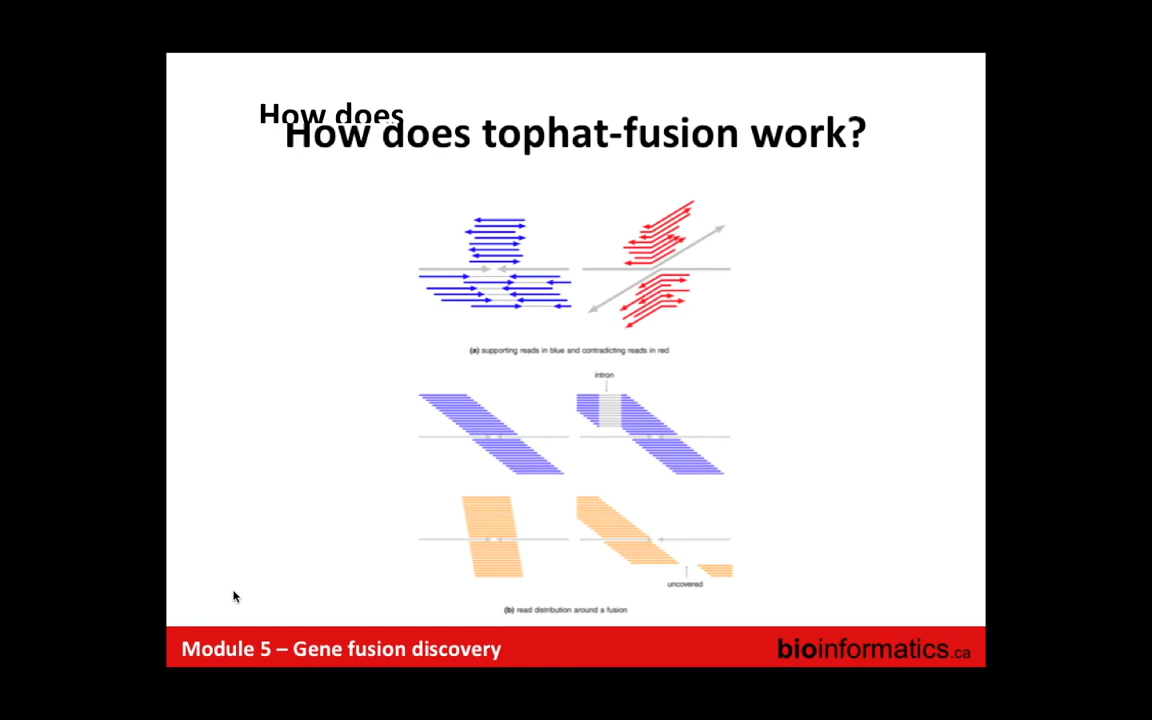 How does
How does tophat-fusion work?
(a) supporting reads in blue and contradicting reads in red
intron
uncovered
(b) read distribution around a fusion
Module 5 – Gene fusion discovery
bioinformatics.ca